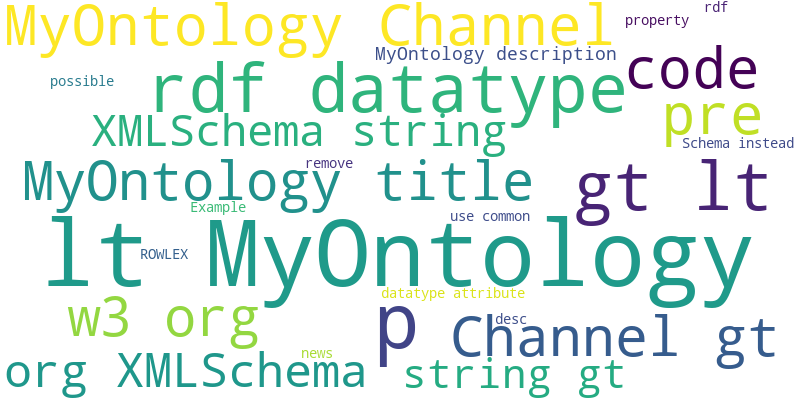 MyOntology Channel
rdf
property
MyOntology description
code
possible
rdf datatype
pre
XMLSchema string
Schema instead
remove
MyOntology title
gt lt
Example
use common
lt MyOntology
ROWLEX
datatype attribute
w3 org
p
desc
Channel gt
news
org XMLSchema
string gt